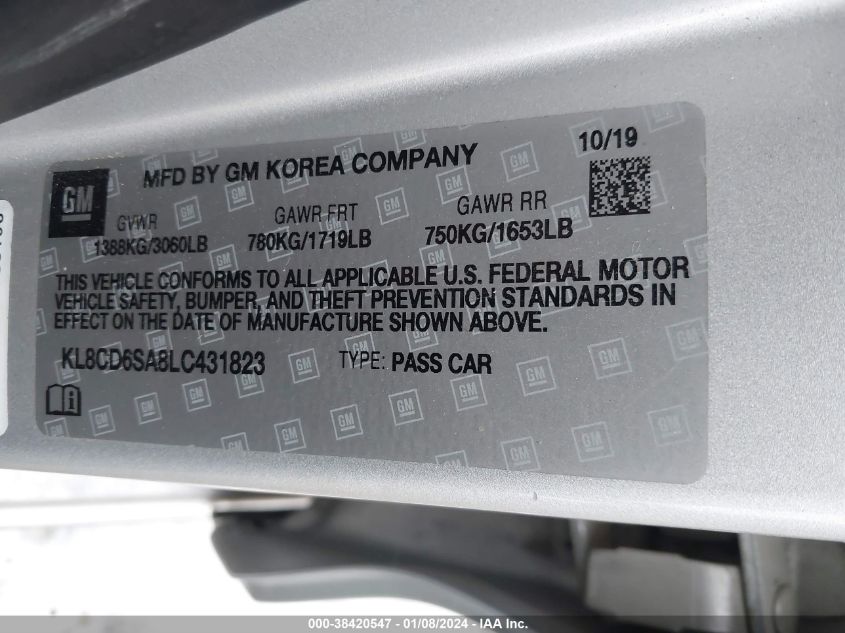 10/19
MFD BY GM KOREA COMPANY
GM
GVWR GAWR FRT GAWR RR
1388KG/3060LB 780KG/1719LB 750KG/1653LB
THIS VEHICLE CONFORMS TO ALL APPLICABLE U.S. FEDERAL MOTOR
VEHICLE SAFETY, BUMPER, AND THEFT PREVENTION STANDARDS IN
EFFECT ON THE DATE OF MANUFACTURE SHOWN ABOVE.
KL8CD6SA8LC431823 TYPE: PASS CAR
000-38420547 - 01/08/2024 - IAA Inc.